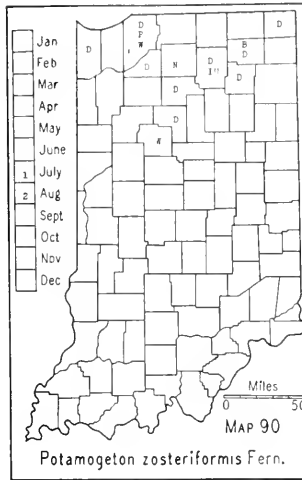 Jan
Feb
Mar
Apr
May
June
1 July
2 Aug
Sept
Oct
Nov
Dec
D
P
W
D
D
D
N
D
B
D
D
D
D
D
K
Miles
0 50
MAP 90
Potamogeton zosteriformis Fern.